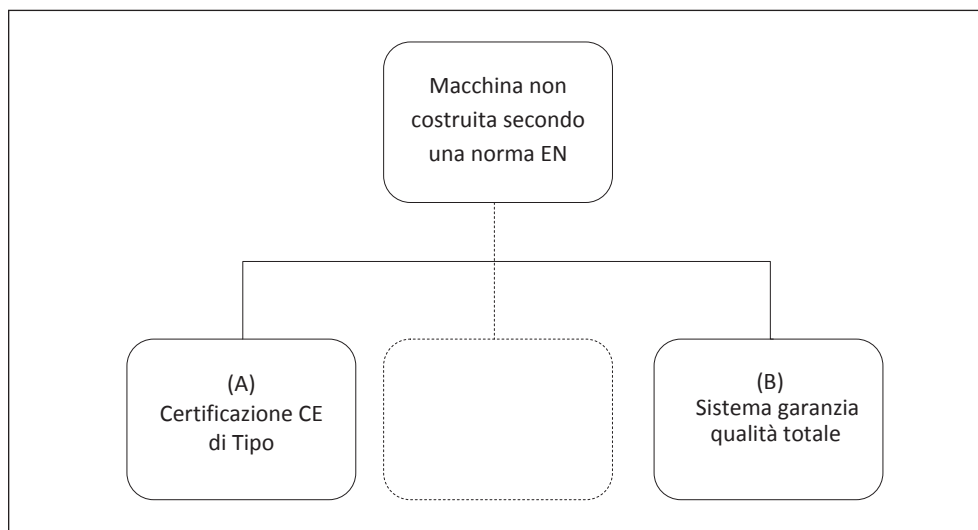 Macchina non
costruita secondo
una norma EN
(A)
Certificazione CE
di Tipo
(B)
Sistema garanzia
qualità totale